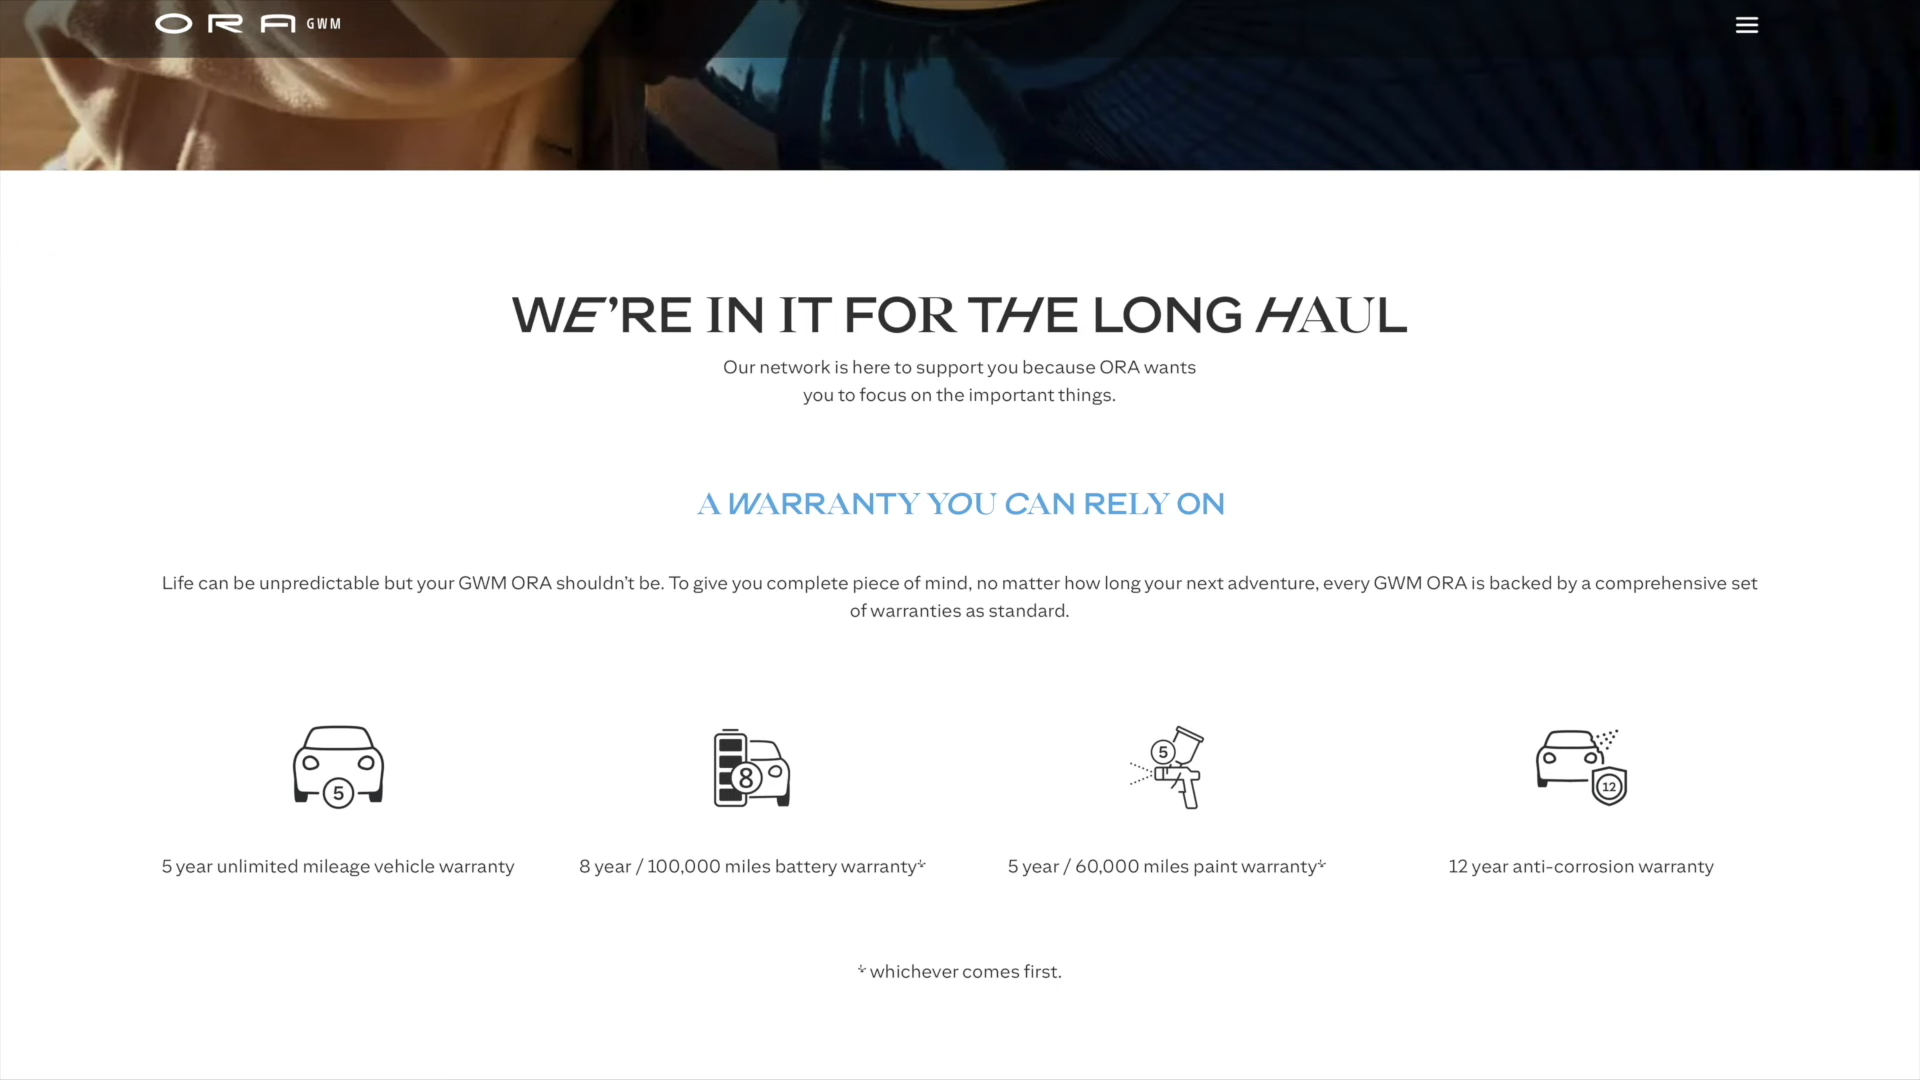 ORA GWM
WE’RE IN IT FOR THE LONG HAUL
Our network is here to support you because ORA wants
you to focus on the important things.
A WARRANTY YOU CAN RELY ON
Life can be unpredictable but your GWM ORA shouldn’t be. To give you complete piece of mind, no matter how long your next adventure, every GWM ORA is backed by a comprehensive set
of warranties as standard.
5
8
5
12
5 year unlimited mileage vehicle warranty
8 year / 100,000 miles battery warranty*
5 year / 60,000 miles paint warranty*
12 year anti-corrosion warranty
* whichever comes first.